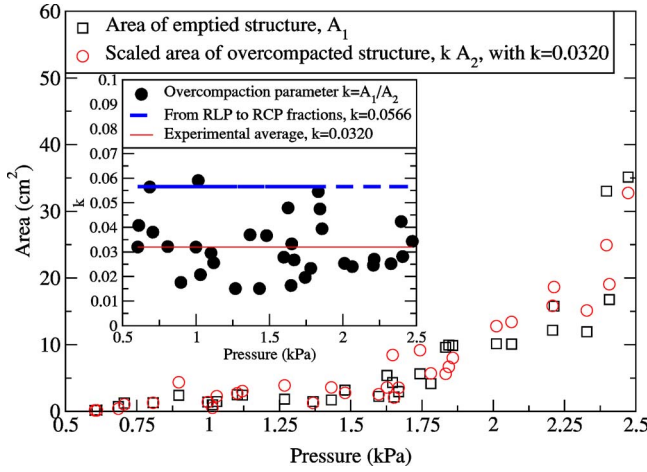 60
Area of emptied structure, A1
Scaled area of overcompacted structure, k A2, with k=0.0320
50
0.1
Overcompaction parameter k=A1/A2
0.09
From RLP to RCP fractions, k=0.0566
0.08
Experimental average, k=0.0320
40
0.07
0.06
k
0.05
30
0.04
0.03
20
0.02
0.01
0
0.5 1 1.5 2 2.5
Pressure (kPa)
10
0
Area (cm2)
0.5 0.75 1 1.25 1.5 1.75 2 2.25 2.5
Pressure (kPa)